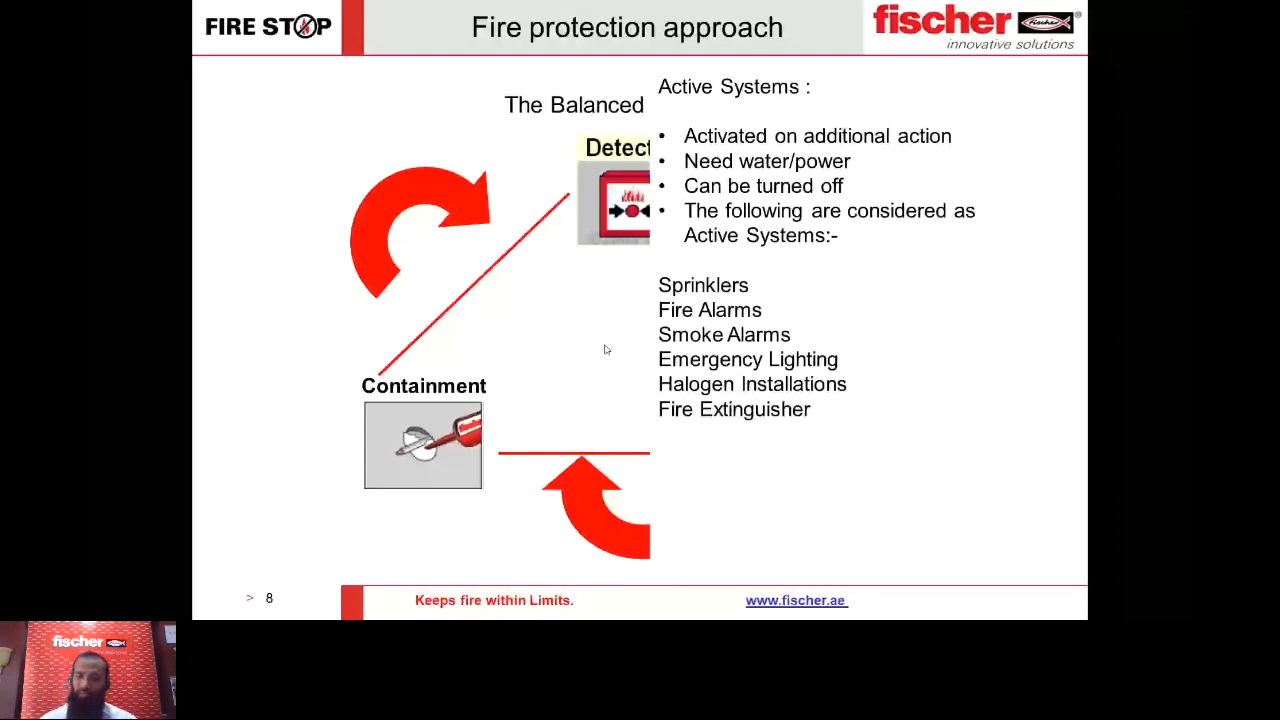 FIRE STOP
Fire protection approach
fischer
innovative solutions
The Balanced
Detect
Containment
Active Systems :
• Activated on additional action
• Need water/power
• Can be turned off
• The following are considered as
Active Systems:-
Sprinklers
Fire Alarms
Smoke Alarms
Emergency Lighting
Halogen Installations
Fire Extinguisher
> 8
Keeps fire within Limits.
www.fischer.ae
fischer